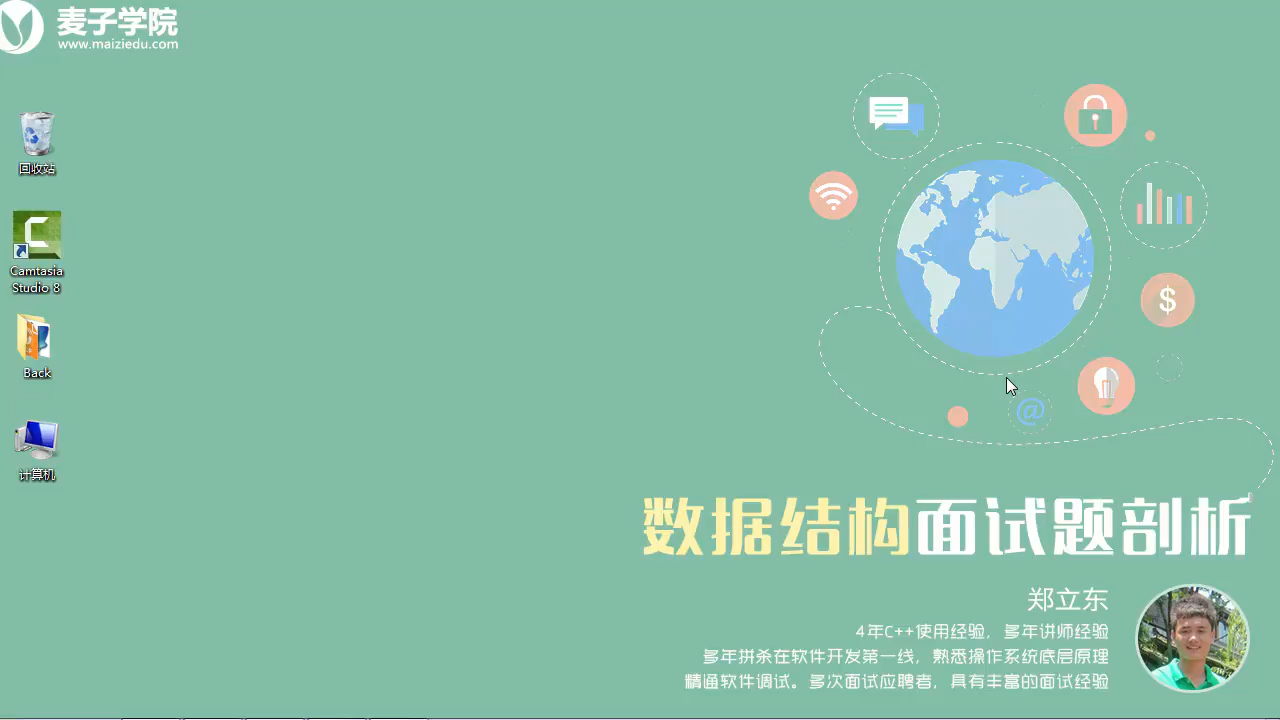 麦子学院
www.maiziedu.com
回收站
Camtasia
Studio 8
Back
计算机
@
$
数据结构面试题剖析
郑立东
4年C++使用经验，多年讲师经验
多年拼杀在软件开发第一线，熟悉操作系统底层原理
精通软件调试。多次面试应聘者，具有丰富的面试经验